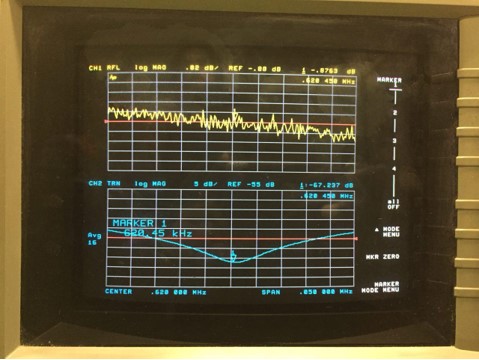 CH1 RFL log MAG .02 dB/ REF -.08 dB 1 -.0769 dB
.620 450 MHz
MARKER
1
2
3
4
all
OFF
CH2 TRN log MAG 5 dB/ REF -55 dB 1:-67.237 dB
.620 450 MHz
MARKER 1
620.45 kHz
Avg
16
MODE
MENU
MKR ZERO
MARKER
MODE MENU
CENTER .620 000 MHz SPAN .050 000 MHz